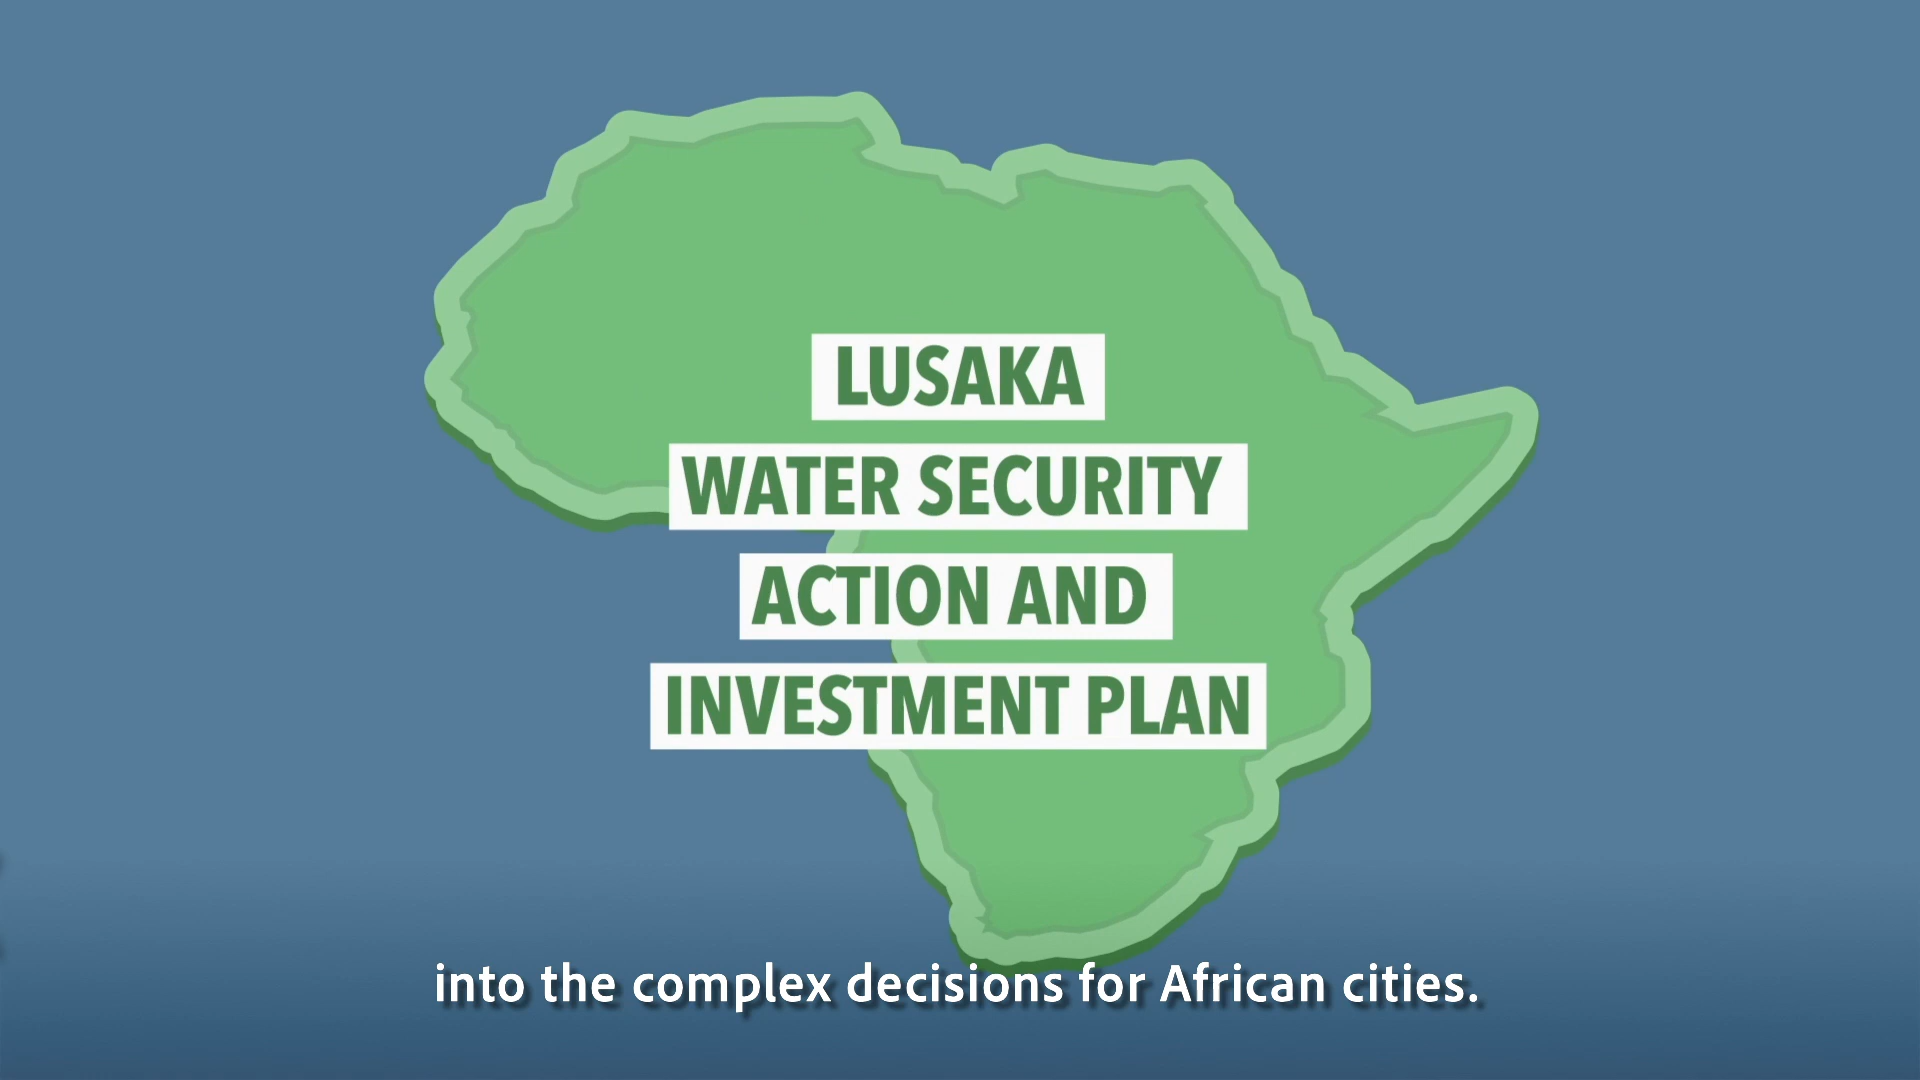 LUSAKA
WATER SECURITY
ACTION AND
INVESTMENT PLAN
into the complex decisions for African cities.